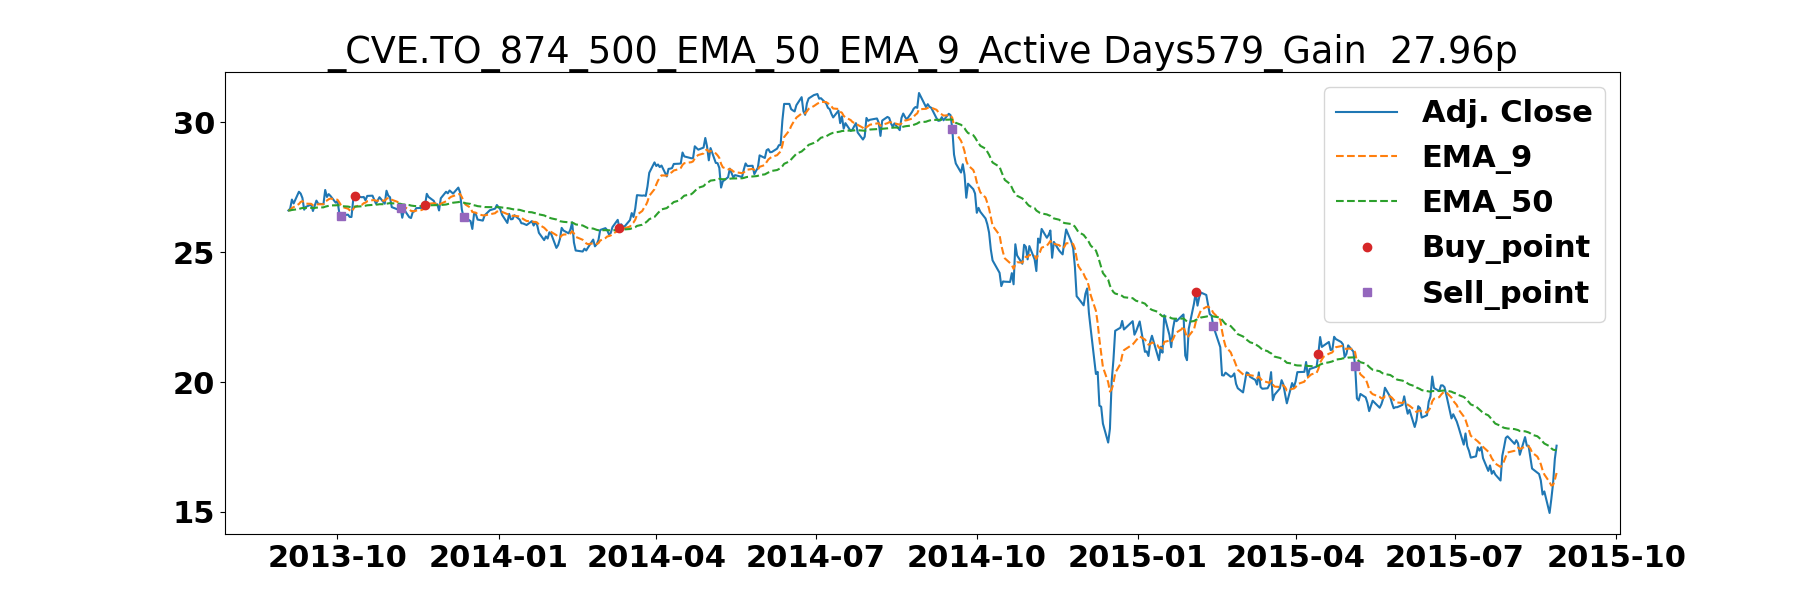 _CVE.TO_874_500_EMA_50_EMA_9_Active Days579_Gain  27.96p
Adj. Close
EMA_9
EMA_50
Buy_point
Sell_point
30
25
20
15
2013-10 2014-01 2014-04 2014-07 2014-10 2015-01 2015-04 2015-07 2015-10